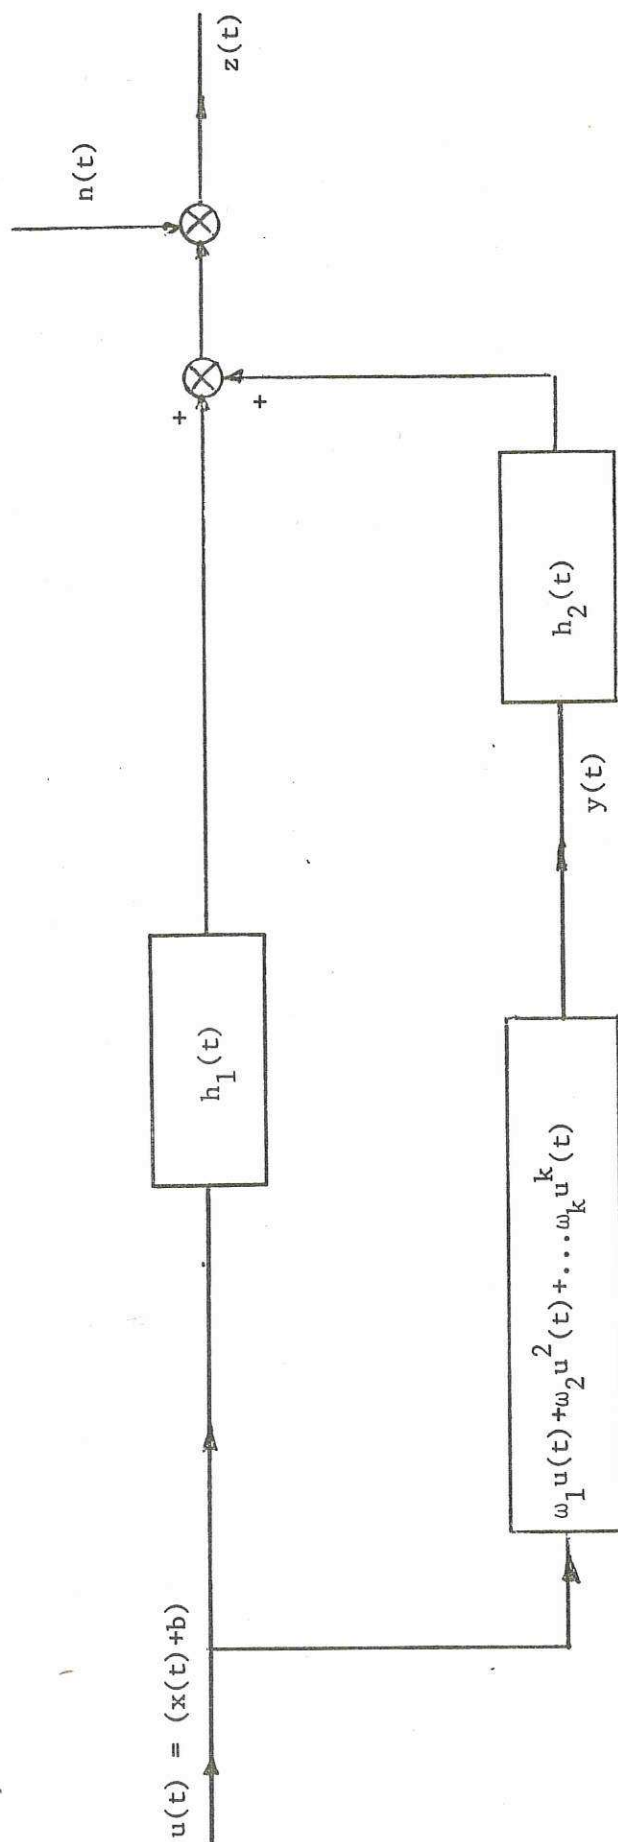 u(t) = (x(t)+b)
h₁(t)
ω₁u(t)+ω₂u²(t)+...ωₖuᵏ(t)
y(t)
h₂(t)
+
+
n(t)
z(t)